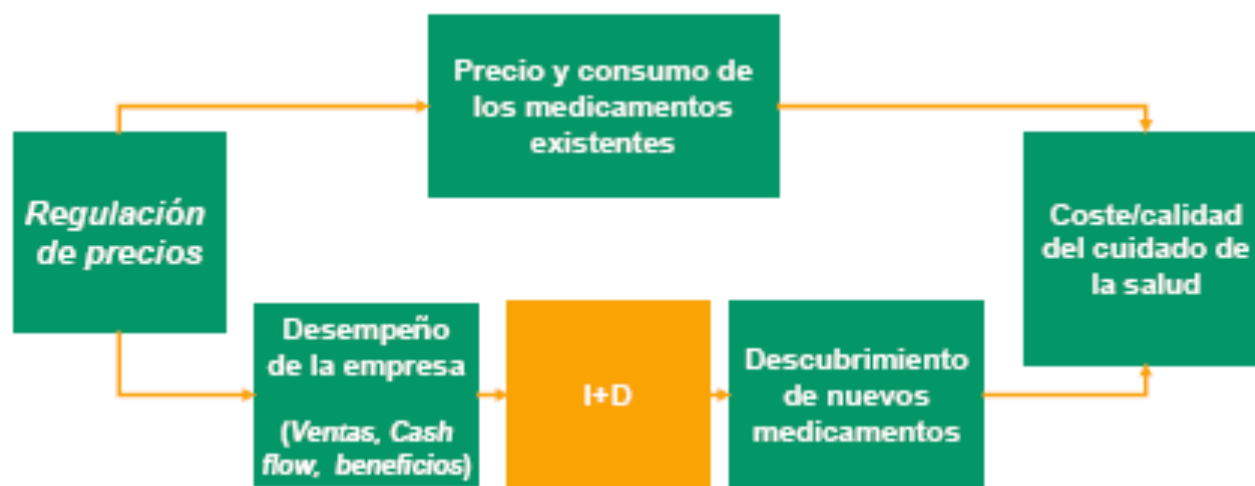 Precio y consumo de
los medicamentos
existentes
Regulación
de precios
Coste/calidad
del cuidado de
la salud
Desempeño
de la empresa
(Ventas, Cash
flow, beneficios)
I+D
Descubrimiento
de nuevos
medicamentos